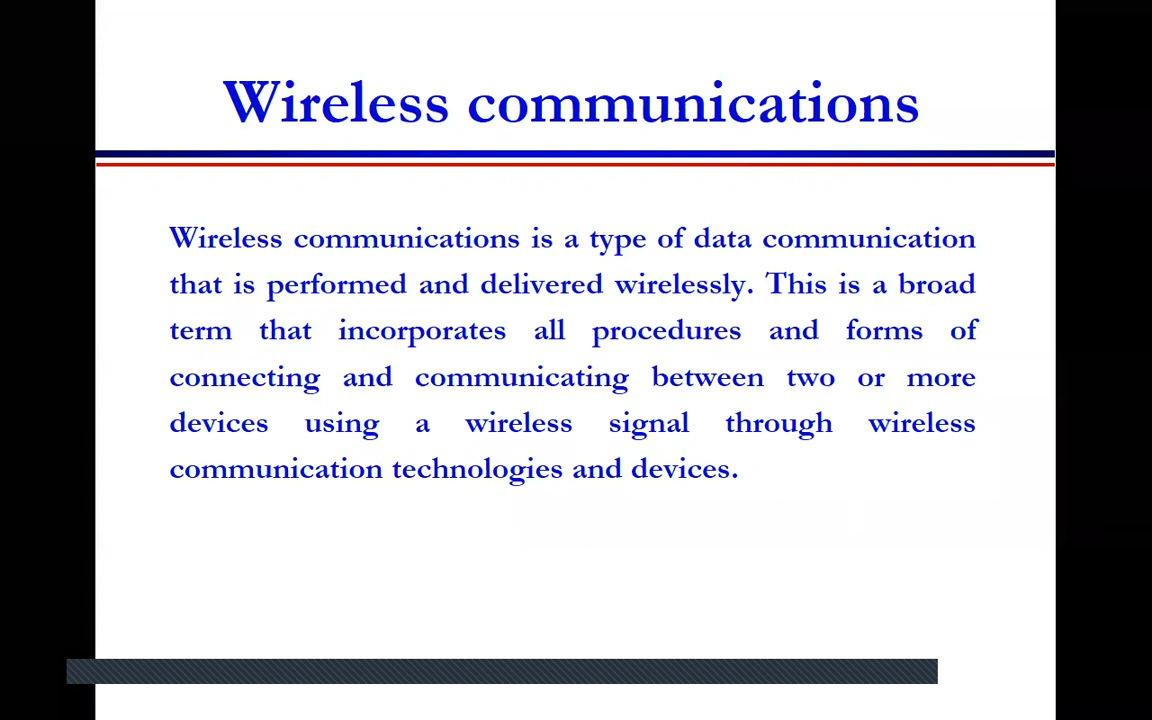 Wireless communications
Wireless communications is a type of data communication
that is performed and delivered wirelessly. This is a broad
term that incorporates all procedures and forms of
connecting and communicating between two or more
devices using a wireless signal through wireless
communication technologies and devices.